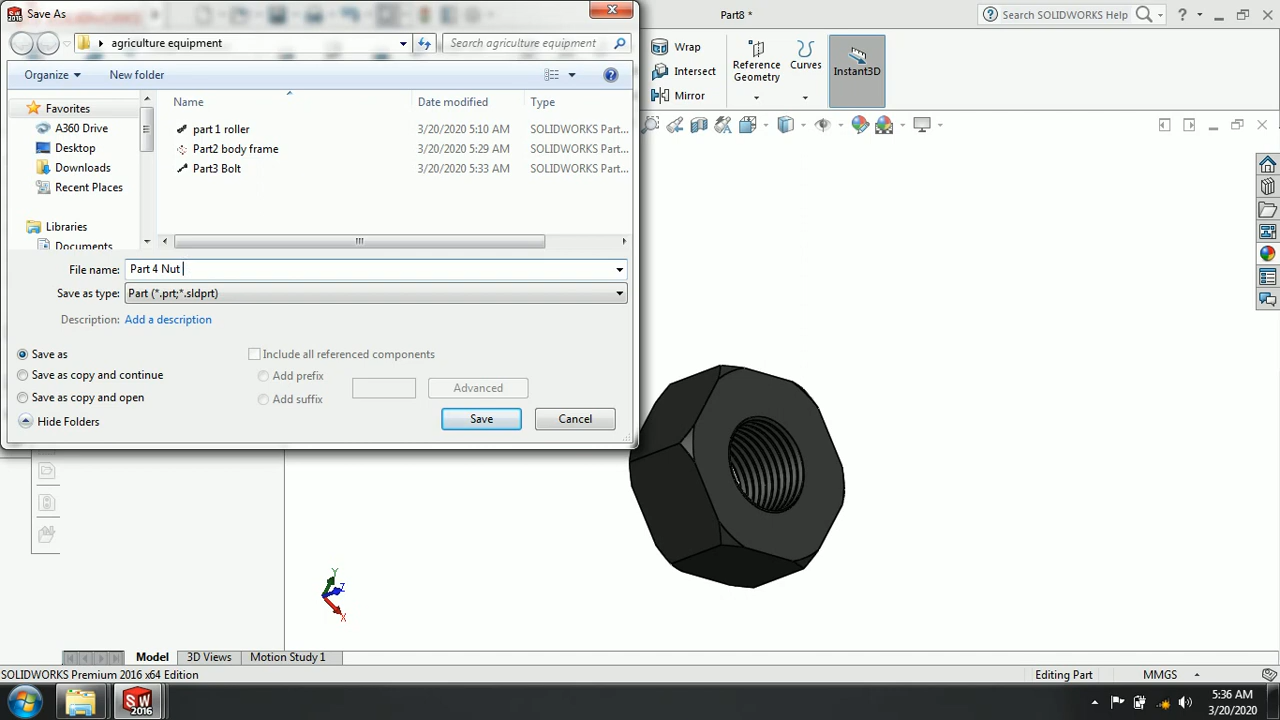 Save As
Part8 *
Search SOLIDWORKS Help
agriculture equipment
Search agriculture equipment
Wrap
Intersect
Mirror
Reference Geometry
Curves
Instant3D
Organize
New folder
Name
Date modified
Type
Favorites
A360 Drive
Desktop
Downloads
Recent Places
Libraries
Documents
part 1 roller 3/20/2020 5:10 AM SOLIDWORKS Part...
Part2 body frame 3/20/2020 5:29 AM SOLIDWORKS Part...
Part3 Bolt 3/20/2020 5:33 AM SOLIDWORKS Part...
File name: Part 4 Nut
Save as type: Part (*.prt;*.sldprt)
Description: Add a description
Save as
Save as copy and continue
Save as copy and open
Include all referenced components
Add prefix
Add suffix
Advanced
Hide Folders
Save
Cancel
Y
Z
X
Model
3D Views
Motion Study 1
SOLIDWORKS Premium 2016 x64 Edition
Editing Part
MMGS
SW
2016
5:36 AM
3/20/2020